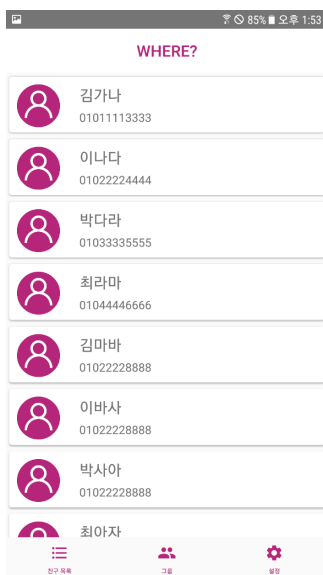 85% 오후 1:53
WHERE?
김가나
01011113333
이나다
01022224444
박다라
01033335555
최라마
01044446666
김마바
01022228888
이바사
01022228888
박사아
01022228888
최아자
친구 목록
그룹
설정